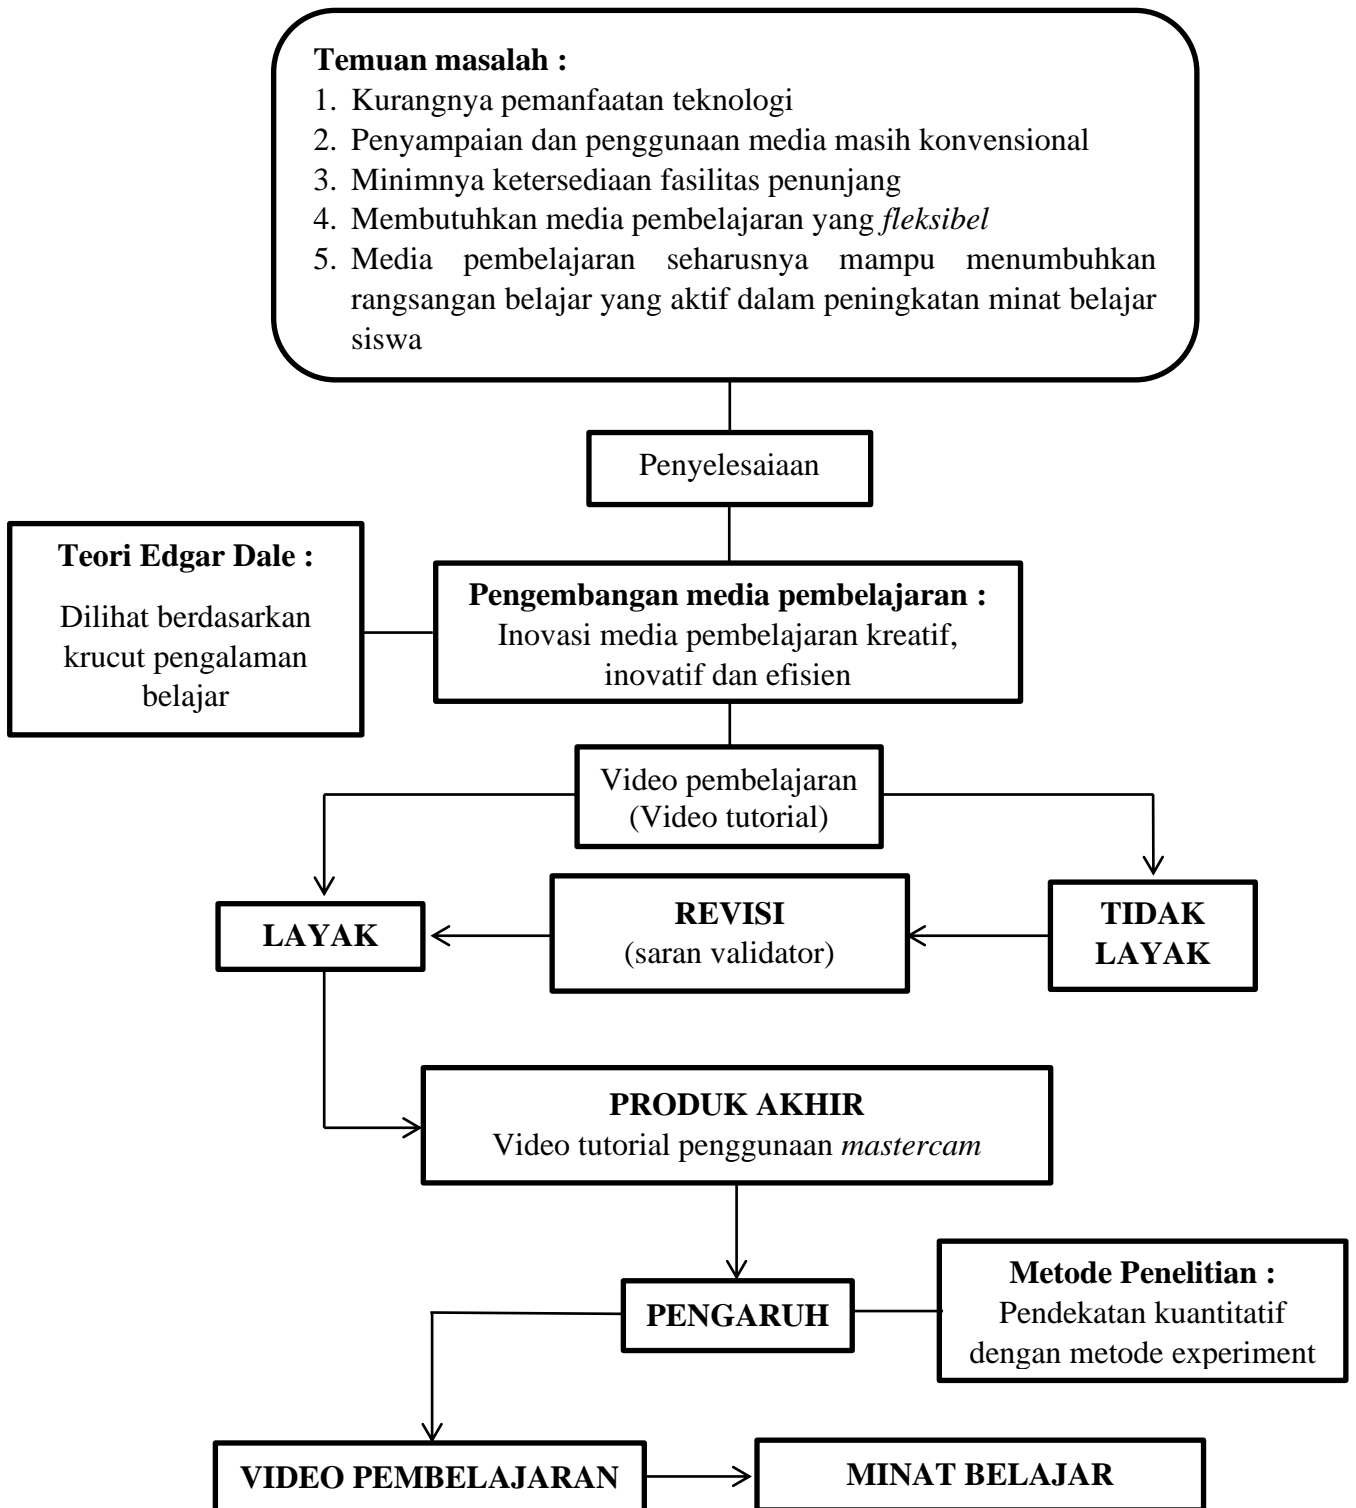 Temuan masalah :
1. Kurangnya pemanfaatan teknologi
2. Penyampaian dan penggunaan media masih konvensional
3. Minimnya ketersediaan fasilitas penunjang
4. Membutuhkan media pembelajaran yang fleksibel
5. Media pembelajaran seharusnya mampu menumbuhkan
rangsangan belajar yang aktif dalam peningkatan minat belajar
siswa
Penyelesaiaan
Teori Edgar Dale :
Dilihat berdasarkan
krucut pengalaman
belajar
Pengembangan media pembelajaran :
Inovasi media pembelajaran kreatif,
inovatif dan efisien
Video pembelajaran
(Video tutorial)
LAYAK
REVISI
(saran validator)
TIDAK
LAYAK
PRODUK AKHIR
Video tutorial penggunaan mastercam
PENGARUH
Metode Penelitian :
Pendekatan kuantitatif
dengan metode experiment
VIDEO PEMBELAJARAN
MINAT BELAJAR